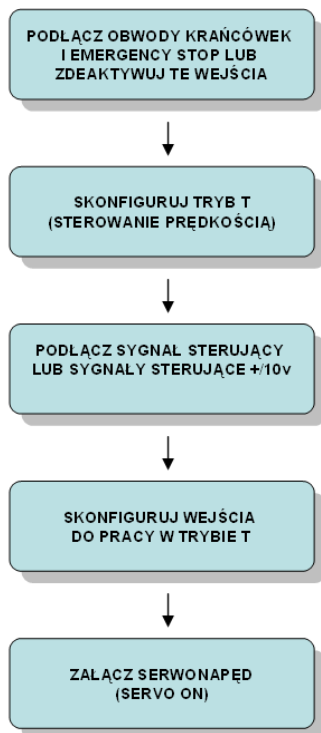 PODŁĄCZ OBWODY KRAŃCÓWEK
I EMERGENCY STOP LUB
ZDEAKTYWUJ TE WEJŚCIA
SKONFIGURUJ TRYB T
(STEROWANIE PRĘDKOŚCIĄ)
PODŁĄCZ SYGNAŁ STERUJĄCY
LUB SYGNAŁY STERUJĄCE +/10v
SKONFIGURUJ WEJŚCIA
DO PRACY W TRYBIE T
ZAŁĄCZ SERWONAPĘD
(SERVO ON)